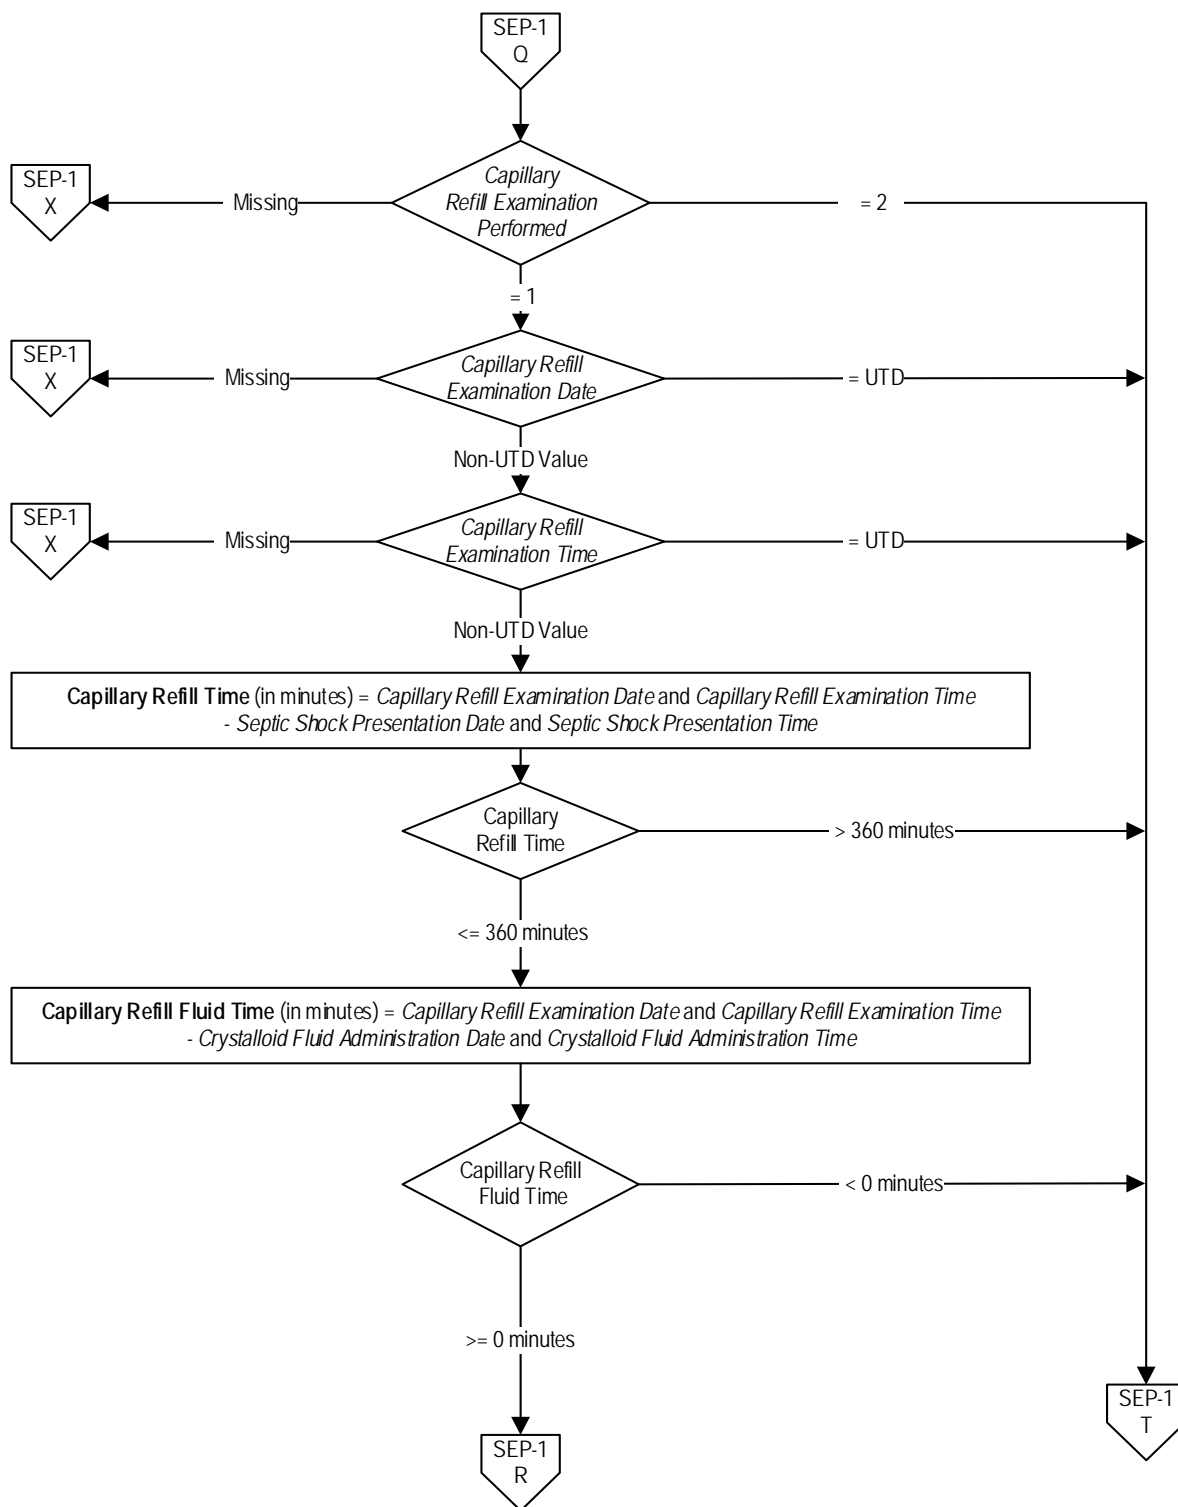 SEP-1
Q
Capillary
Refill Examination
Performed
SEP-1
X
Missing
= 2
= 1
Capillary Refill
Examination Date
SEP-1
X
Missing
= UTD
Non-UTD Value
Capillary Refill
Examination Time
SEP-1
X
Missing
= UTD
Non-UTD Value
Capillary Refill Time (in minutes) = Capillary Refill Examination Date and Capillary Refill Examination Time
- Septic Shock Presentation Date and Septic Shock Presentation Time
Capillary
Refill Time
> 360 minutes
<= 360 minutes
Capillary Refill Fluid Time (in minutes) = Capillary Refill Examination Date and Capillary Refill Examination Time
- Crystalloid Fluid Administration Date and Crystalloid Fluid Administration Time
Capillary Refill
Fluid Time
< 0 minutes
>= 0 minutes
SEP-1
T
SEP-1
R